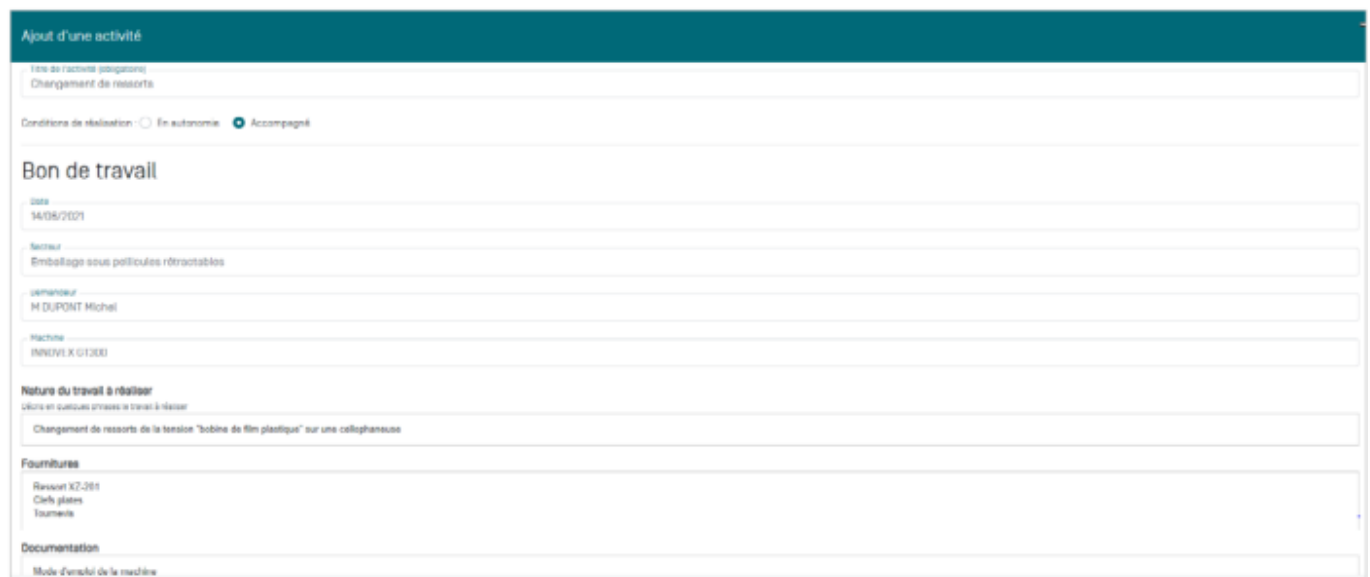 Ajout d'une activité
Titre de l'activité (obligatoire)
Changement de ressorts
Conditions de réalisation : En autonomie Accompagné
Bon de travail
Date
14/06/2021
Secteur
Emballage sous pellicules rétractables
Demandeur
M DUPONT Michel
Machine
INNOVEX G1300
Nature du travail à réaliser
Décris en quelques phrases le travail à réaliser
Changement de ressorts de la tension "bobine de film plastique" sur une cellophaneuse
Fournitures
Ressort XZ-201
Clefs plates
Tournevis
Documentation
Mode d'emploi de la machine